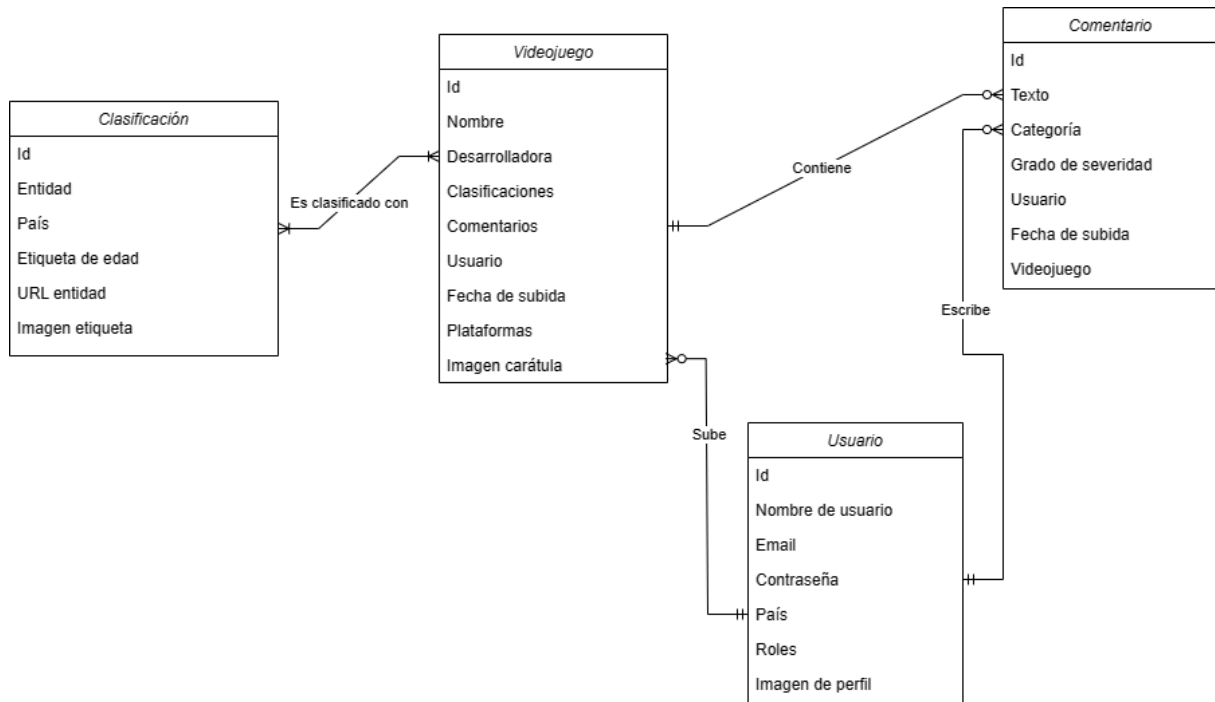 Clasificación
Id
Entidad
País
Etiqueta de edad
URL entidad
Imagen etiqueta
Es clasificado con
Videojuego
Id
Nombre
Desarrolladora
Clasificaciones
Comentarios
Usuario
Fecha de subida
Plataformas
Imagen carátula
Contiene
Comentario
Id
Texto
Categoría
Grado de severidad
Usuario
Fecha de subida
Videojuego
Escribe
Sube
Usuario
Id
Nombre de usuario
Email
Contraseña
País
Roles
Imagen de perfil